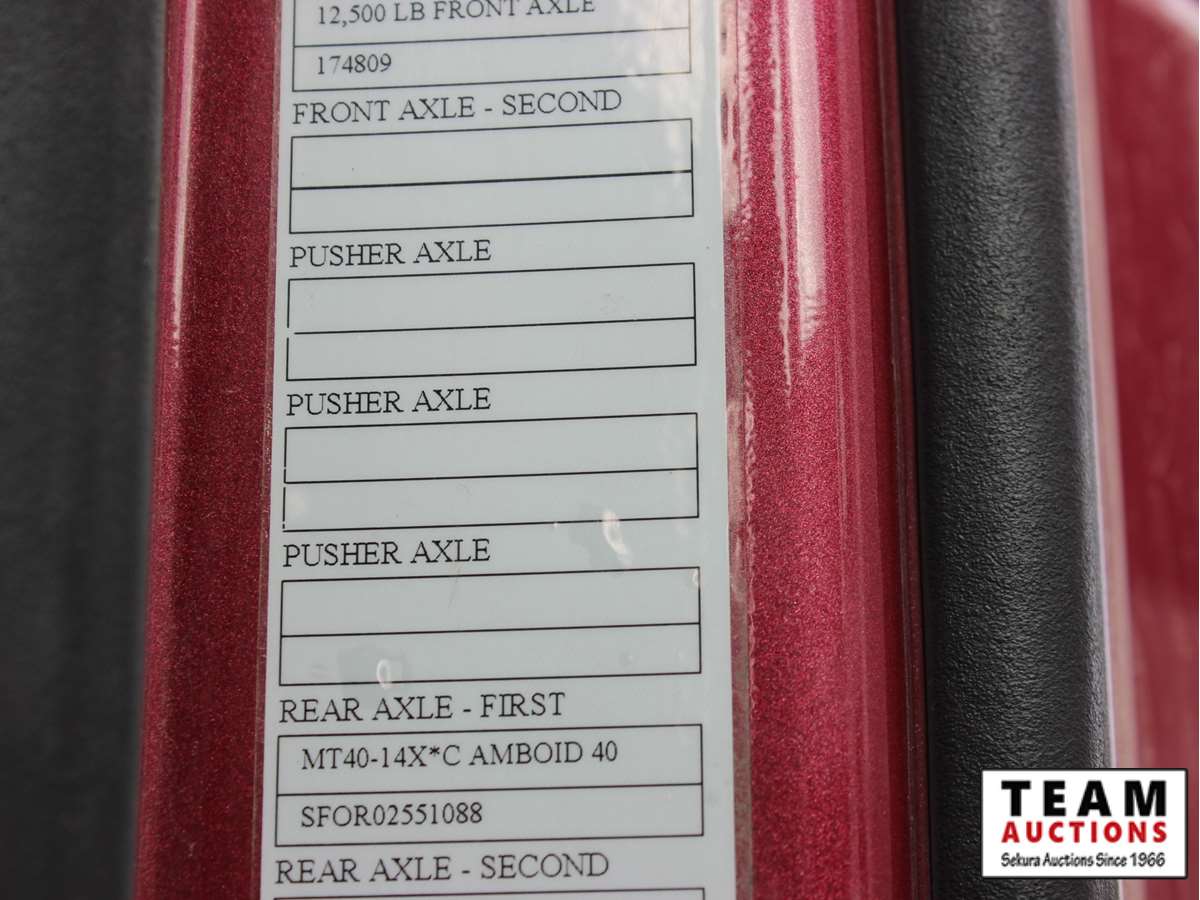 12,500 LB FRONT AXLE
174809
FRONT AXLE - SECOND
PUSHER AXLE
PUSHER AXLE
PUSHER AXLE
REAR AXLE - FIRST
MT40-14X*C AMBOID 40
SFOR02551088
REAR AXLE - SECOND
TEAM
AUCTIONS
Sekura Auctions Since 1966